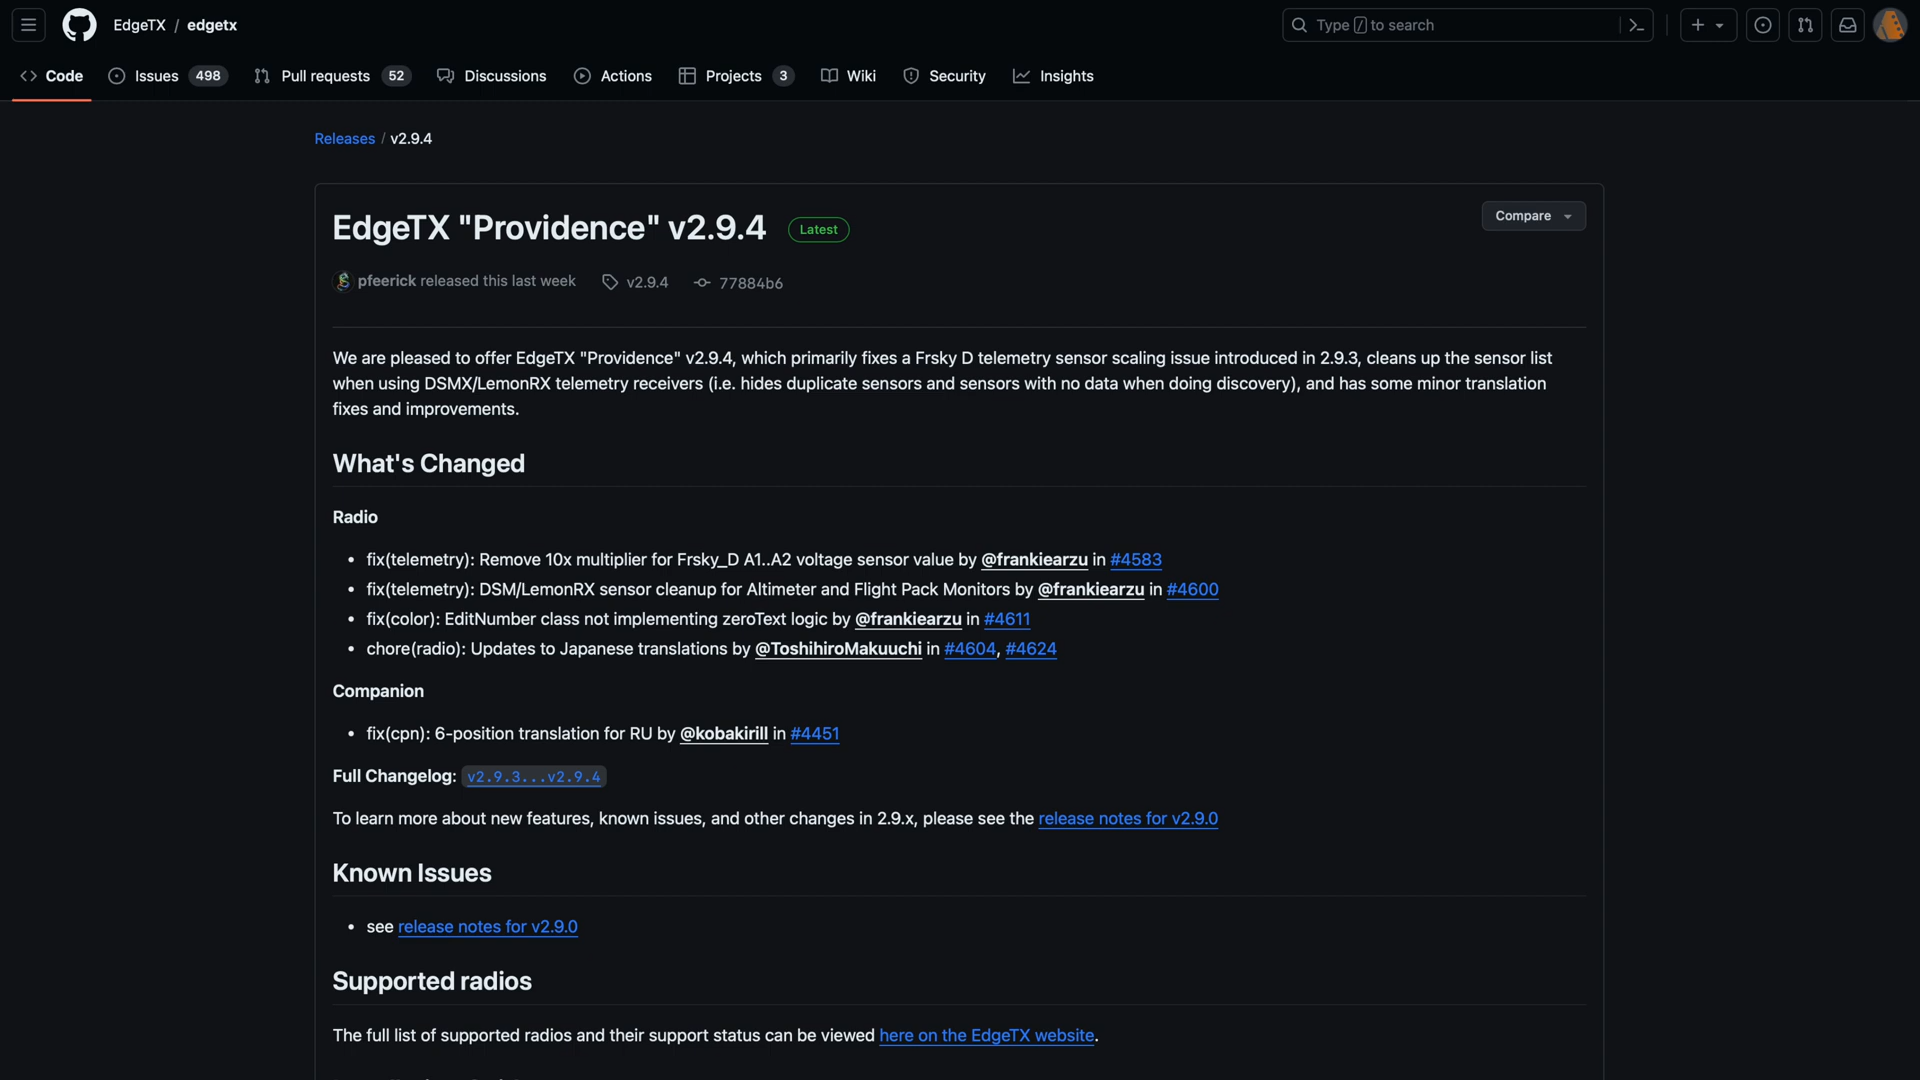 EdgeTX / edgetx
Type / to search
Code
Issues 498
Pull requests 52
Discussions
Actions
Projects 3
Wiki
Security
Insights
Releases / v2.9.4
EdgeTX "Providence" v2.9.4 Latest
Compare
pfeerick released this last week v2.9.4 77884b6
We are pleased to offer EdgeTX "Providence" v2.9.4, which primarily fixes a Frsky D telemetry sensor scaling issue introduced in 2.9.3, cleans up the sensor list
when using DSMX/LemonRX telemetry receivers (i.e. hides duplicate sensors and sensors with no data when doing discovery), and has some minor translation
fixes and improvements.
What's Changed
Radio
• fix(telemetry): Remove 10x multiplier for Frsky_D A1..A2 voltage sensor value by @frankiearzu in #4583
• fix(telemetry): DSM/LemonRX sensor cleanup for Altimeter and Flight Pack Monitors by @frankiearzu in #4600
• fix(color): EditNumber class not implementing zeroText logic by @frankiearzu in #4611
• chore(radio): Updates to Japanese translations by @ToshihiroMakuuchi in #4604, #4624
Companion
• fix(cpn): 6-position translation for RU by @kobakirill in #4451
Full Changelog: v2.9.3...v2.9.4
To learn more about new features, known issues, and other changes in 2.9.x, please see the release notes for v2.9.0
Known Issues
• see release notes for v2.9.0
Supported radios
The full list of supported radios and their support status can be viewed here on the EdgeTX website.